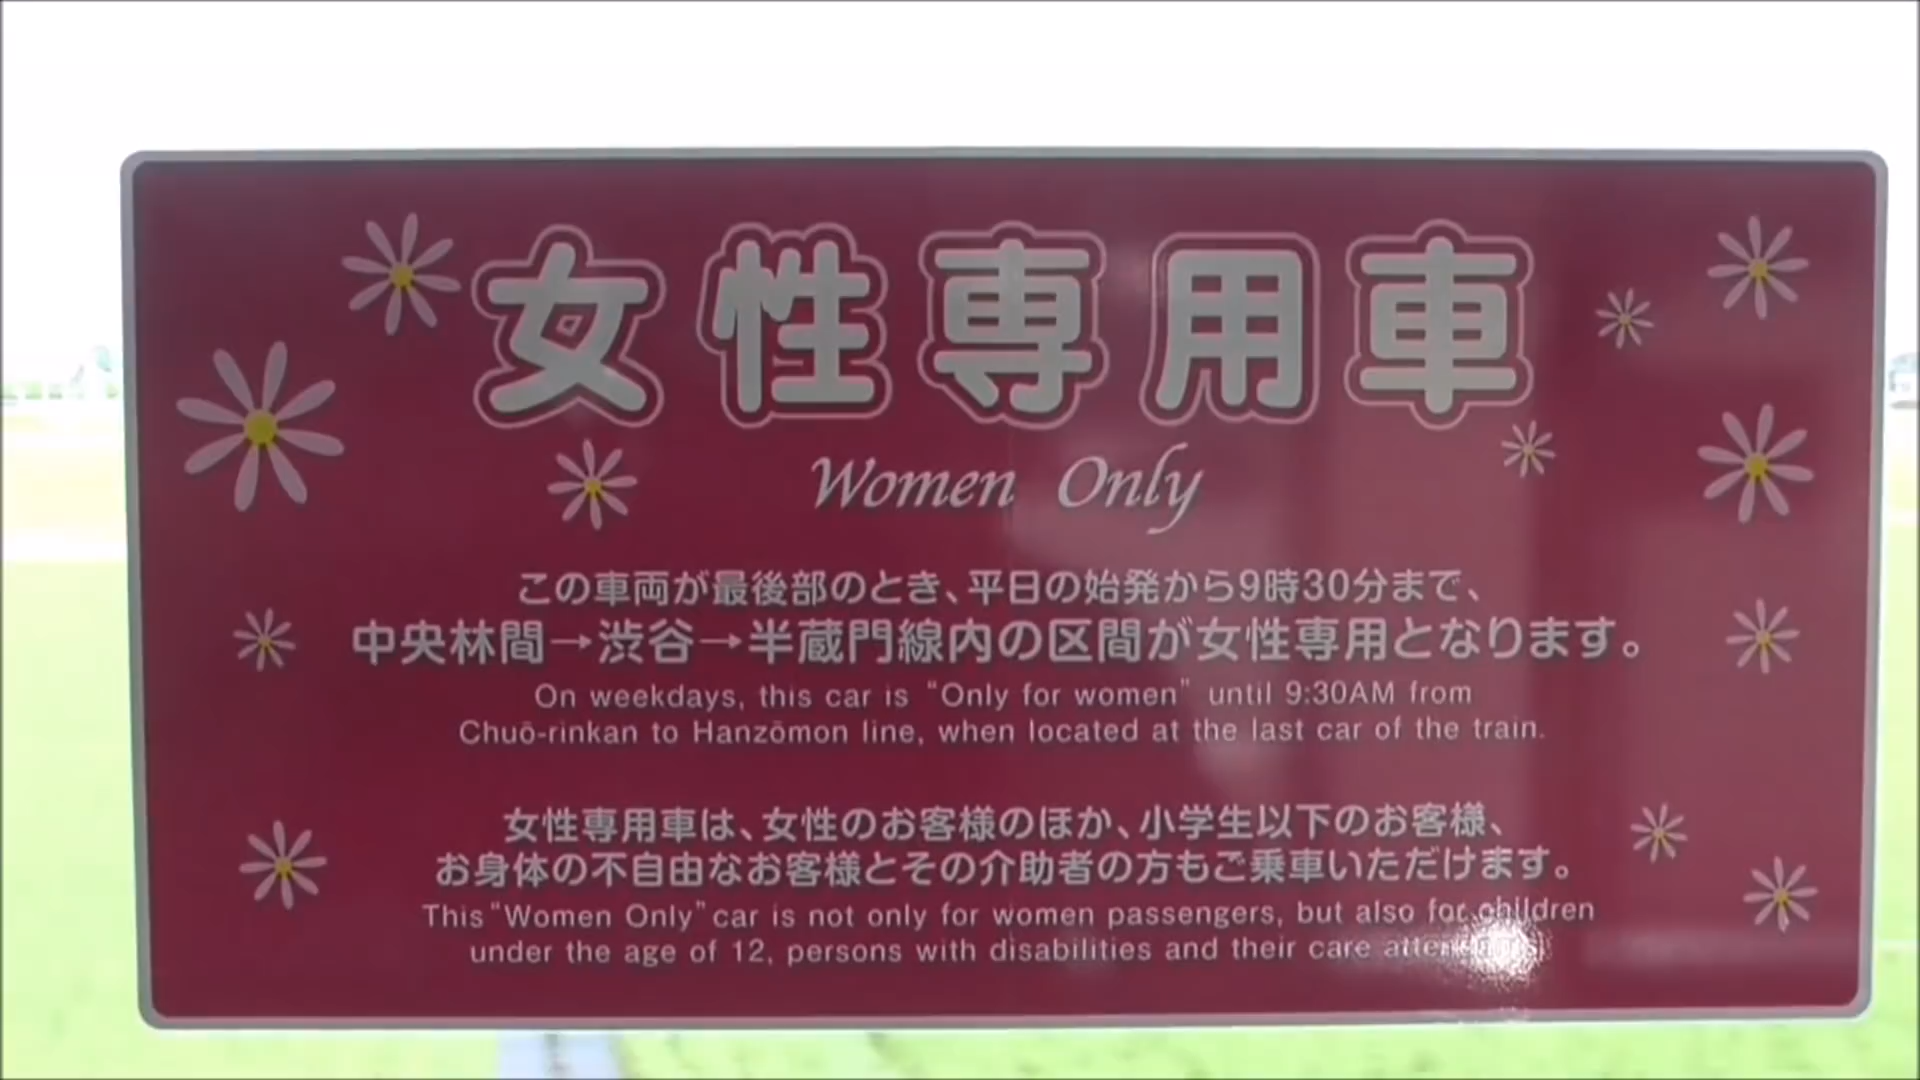 女性専用車
Women Only
この車両が最後部のとき、平日の始発から9時30分まで、
中央林間→渋谷→半蔵門線内の区間が女性専用となります。
On weekdays, this car is “Only for women” until 9:30AM from
Chuō-rinkan to Hanzōmon line, when located at the last car of the train.
女性専用車は、女性のお客様のほか、小学生以下のお客様、
お身体の不自由なお客様とその介助者の方もご乗車いただけます。
This “Women Only” car is not only for women passengers, but also for children
under the age of 12, persons with disabilities and their care